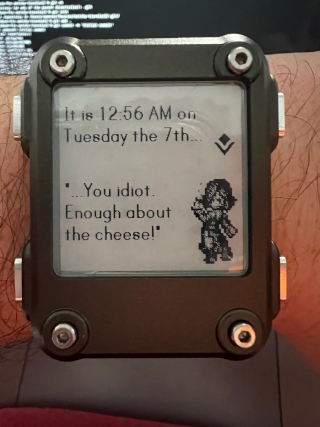 It is 12:56 AM on
Tuesday the 7th...
"...You idiot.
Enough about
the cheese!"